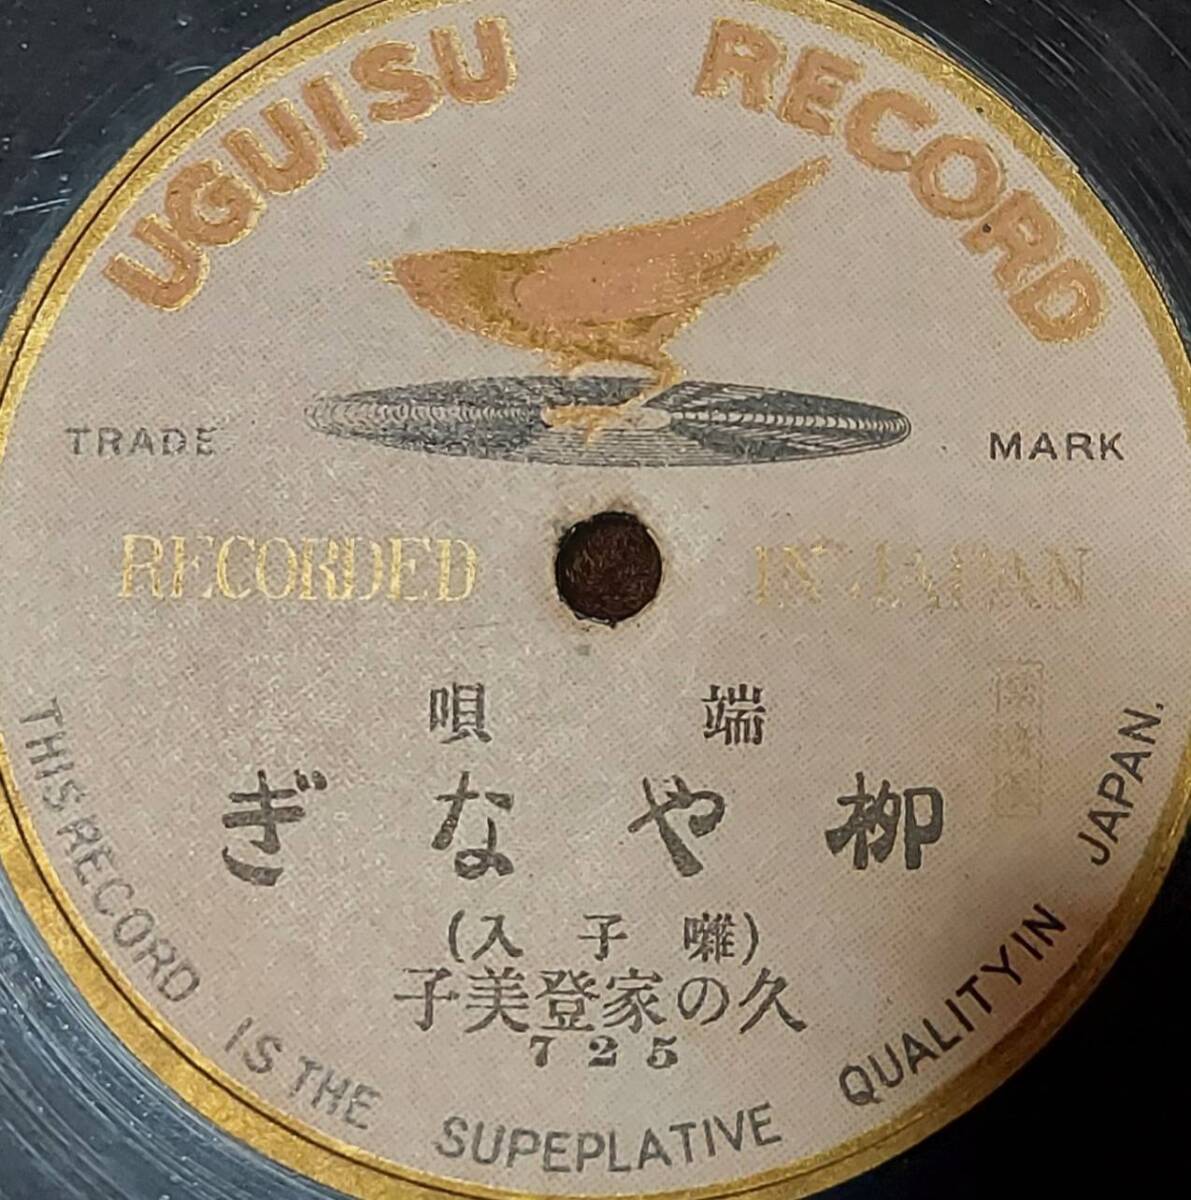 UGUISU RECORD
TRADE MARK
RECORDED IN JAPAN
唄 端
ぎなや柳
(入子囃)
子美登家の久
725
THIS RECORD IS THE SUPEPLATIVE QUALITY IN JAPAN.